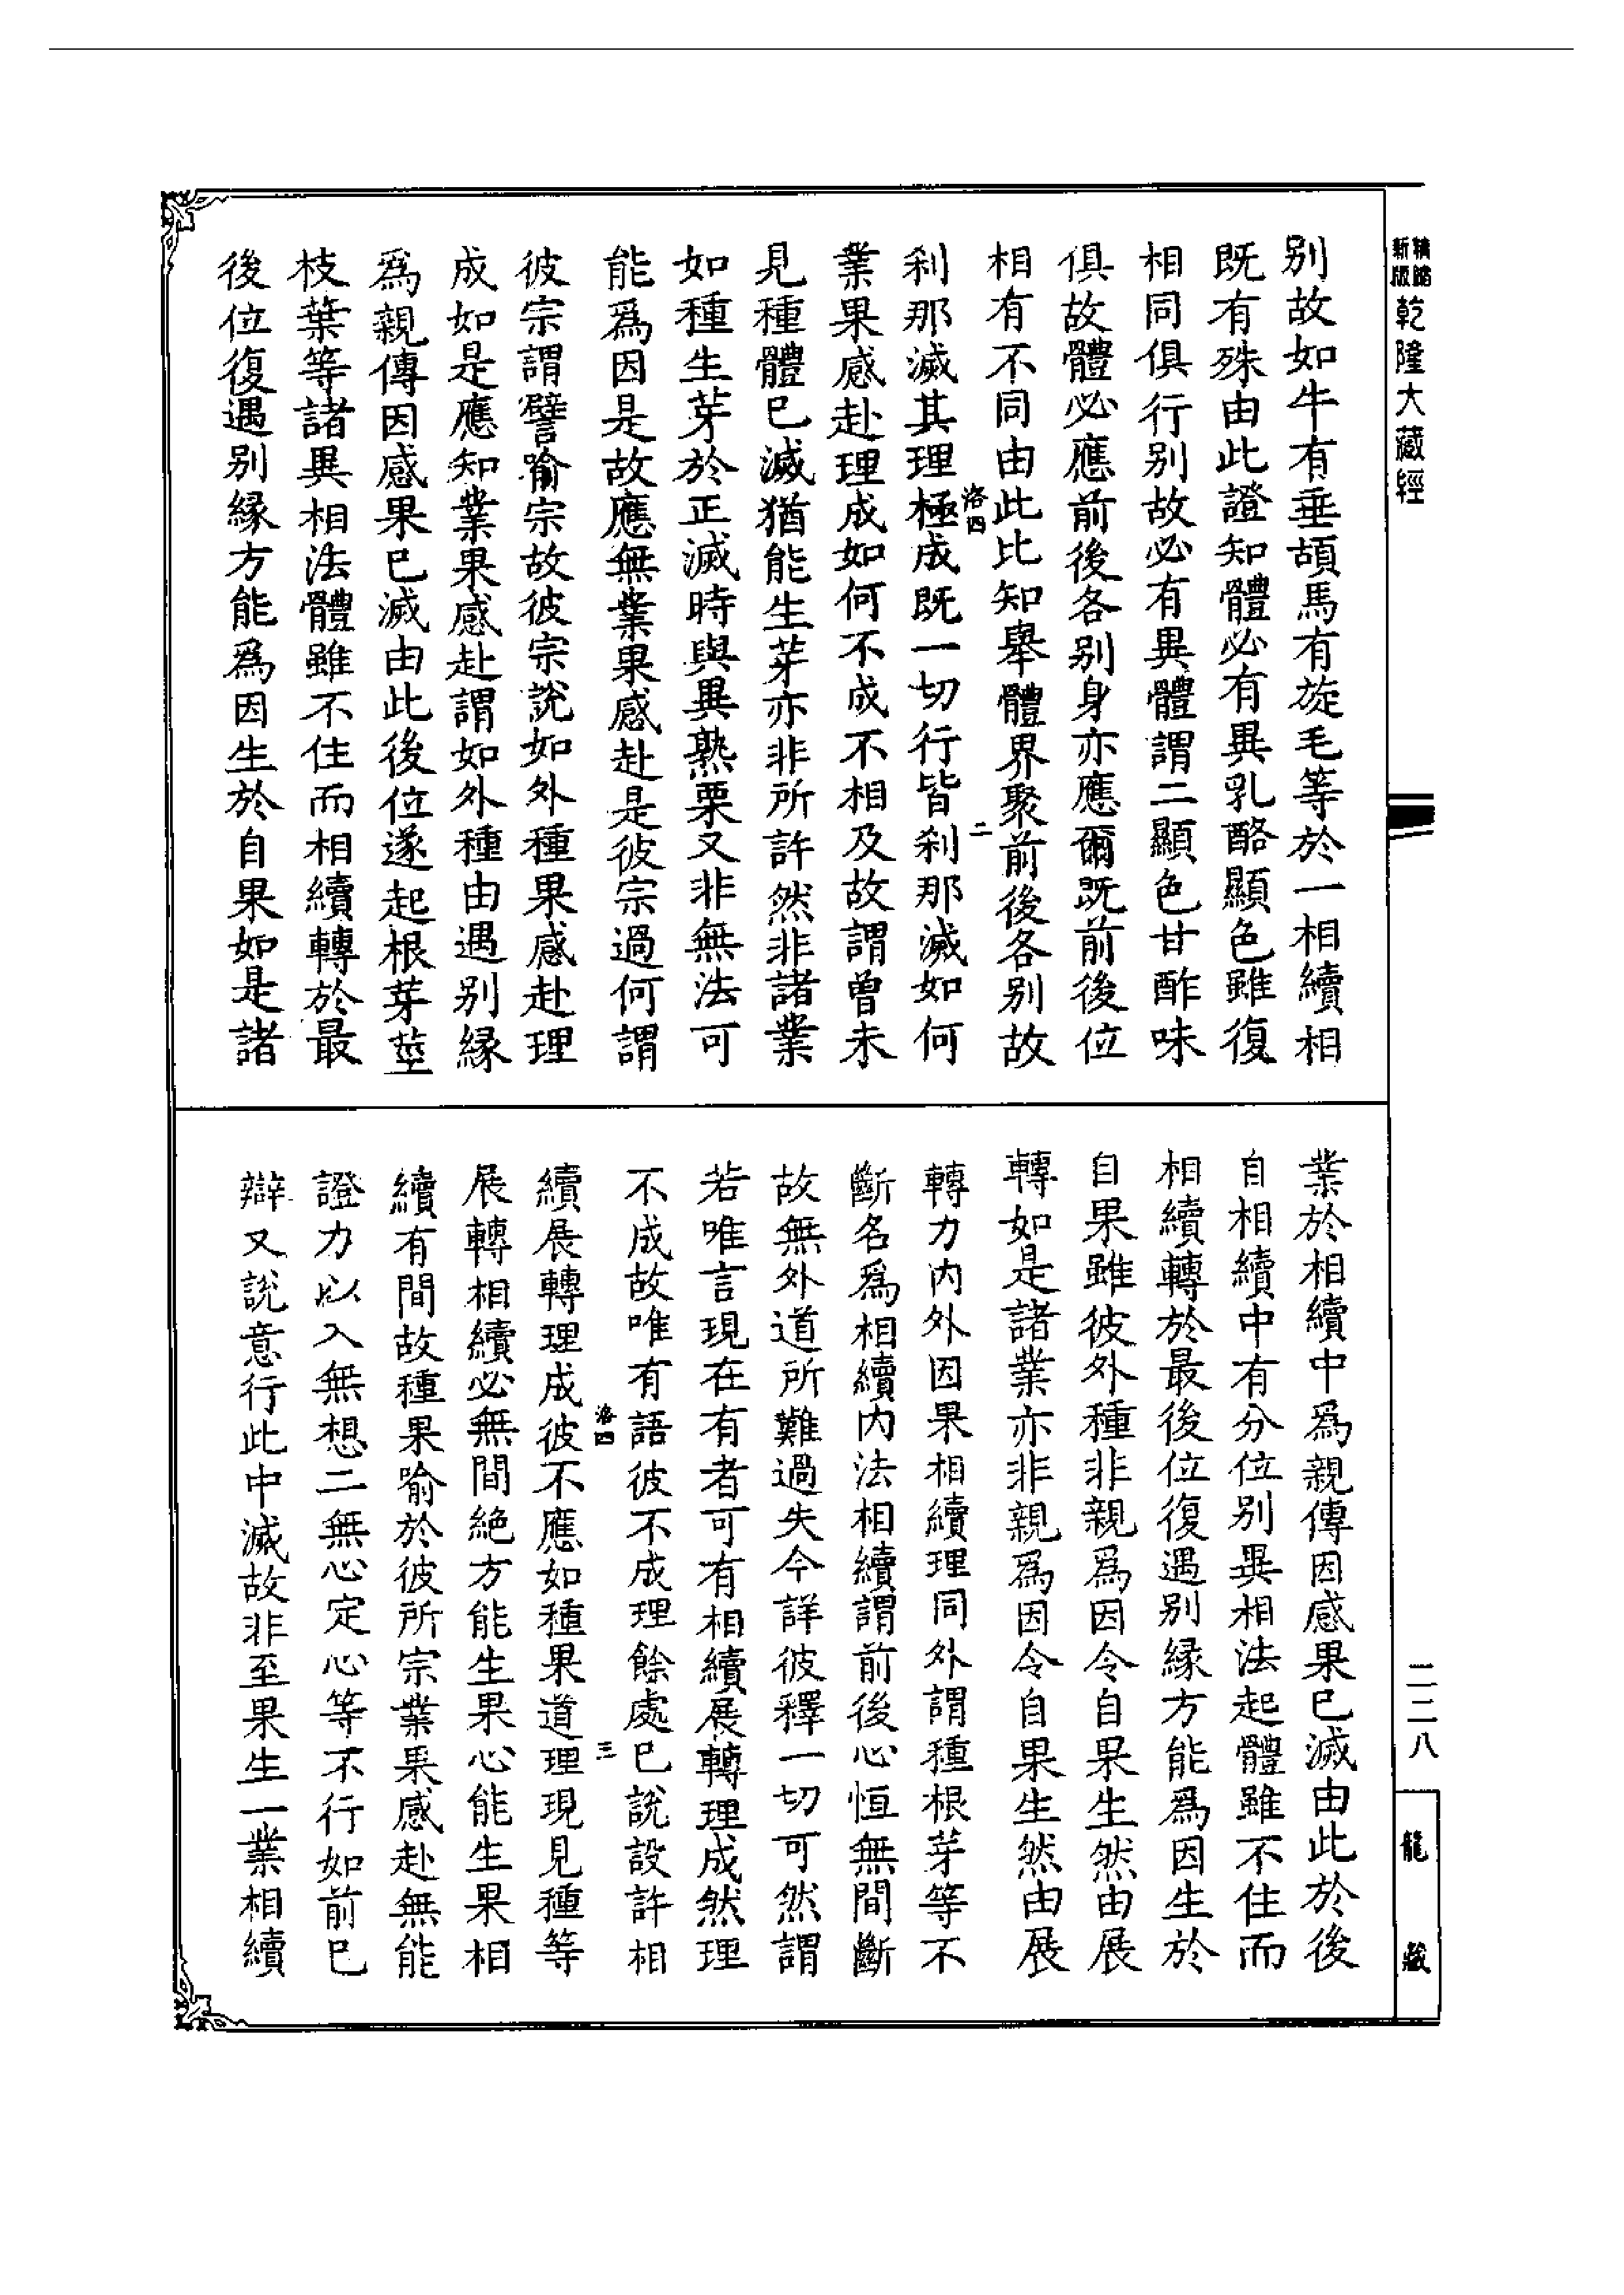 精縮
新版
乾隆大藏經
別故如牛有垂頡馬有旋毛等於一相續相
既有殊由此證知體必有異乳酪顯色雖復
相同俱行別故必有異體謂二顯色甘酢味
俱故體必應前後各別身亦應爾既前後位
相有不同由此比知舉體界聚前後各別故
洛四
二
刹那滅其理極成既一切行皆刹那滅如何
業果感赴理成如何不成不相及故謂曾未
見種體已滅猶能生芽亦非所許然非諸業
如種生芽於正滅時與異熟栗又非無法可
能爲因是故應無業果感赴是彼宗過何謂
彼宗謂譬喻宗故彼宗說如外種果感赴理
成如是應知業果感赴謂如外種由遇別緣
爲親傳因感果已滅由此後位遂起根芽莖
枝葉等諸異相法體雖不住而相續轉於最
後位復遇別緣方能爲因生於自果如是諸
業於相續中爲親傳因感果已滅由此於後
自相續中有分位別異相法起體雖不住而
相續轉於最後位復遇別緣方能爲因生於
自果雖彼外種非親爲因令自果生然由展
轉如是諸業亦非親爲因令自果生然由展
轉力內外因果相續理同外謂種根芽等不
斷名爲相續內法相續謂前後心恒無間斷
故無外道所難過失今詳彼釋一切可然謂
若唯言現在有者可有相續展轉理成然理
不成故唯有語彼不成理餘處已說設許相
洛四
三
續展轉理成彼不應如種果道理現見種等
展轉相續必無間絕方能生果心能生果相
續有間故種果喻於彼所宗業果感赴無能
證力以入無想二無心定心等不行如前已
辯又說意行此中滅故非至果生一業相續
二二八
龍藏